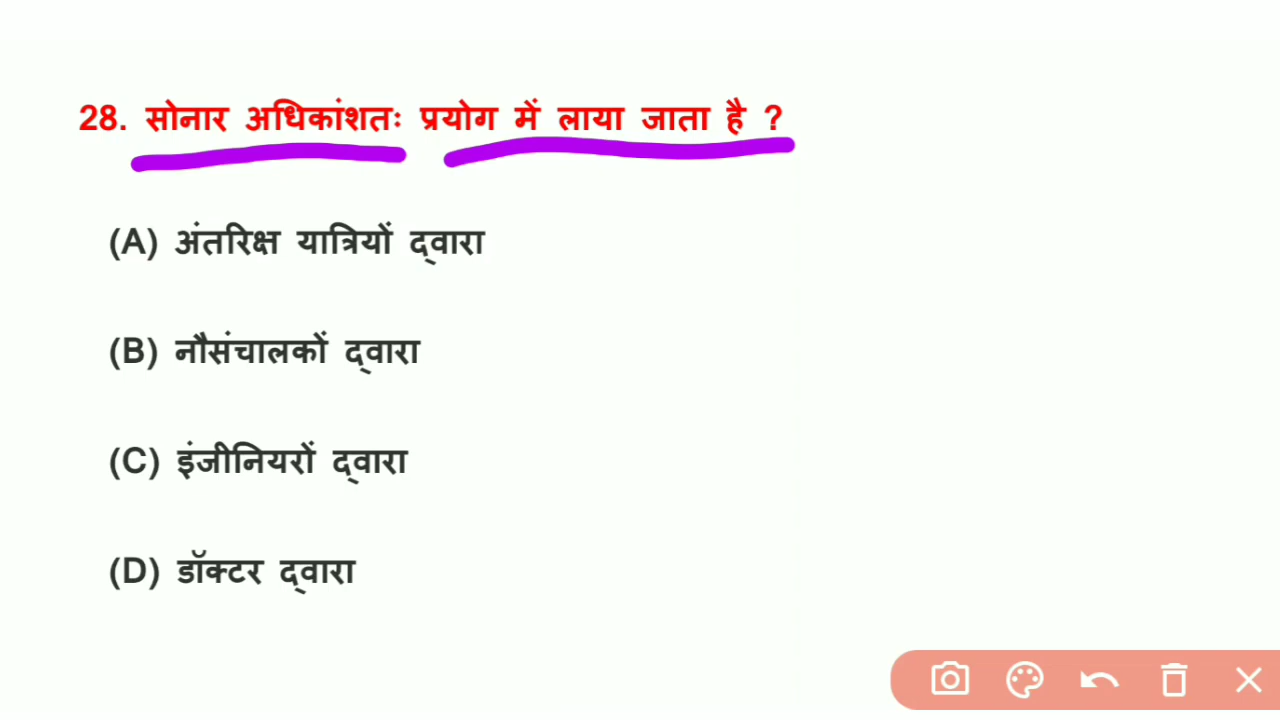 28. सोनार अधिकांशतः प्रयोग में लाया जाता है ?
(A) अंतरिक्ष यात्रियों द्वारा
(B) नौसंचालकों द्वारा
(C) इंजीनियरों द्वारा
(D) डॉक्टर द्वारा